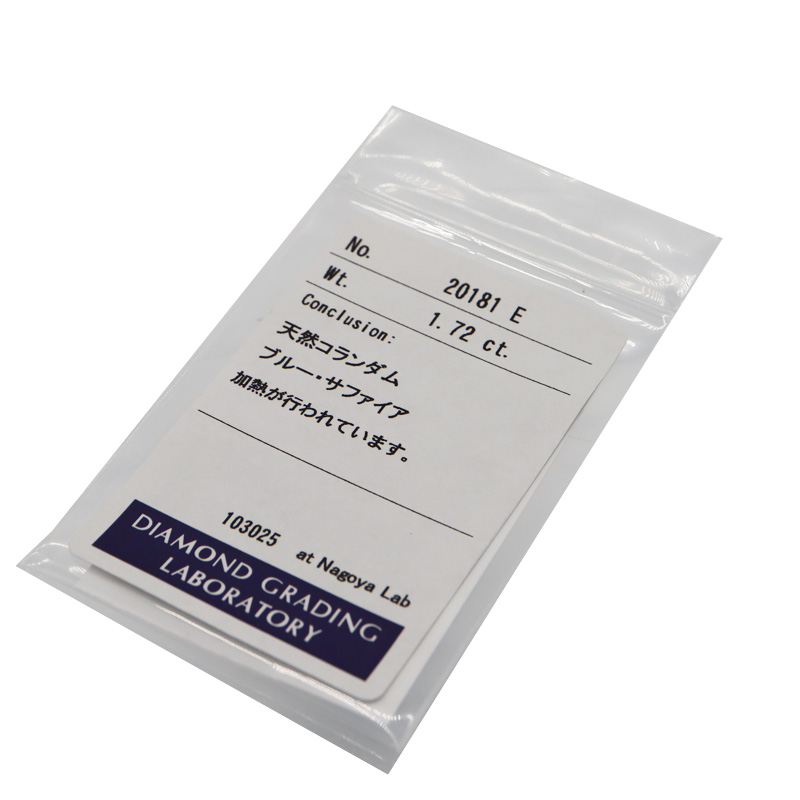 No. 20181 E
Wt. 1.72 ct.
Conclusion:
天然コランダム
ブルー・サファイア
加熱が行われています。
103025 at Nagoya Lab
DIAMOND GRADING
LABORATORY